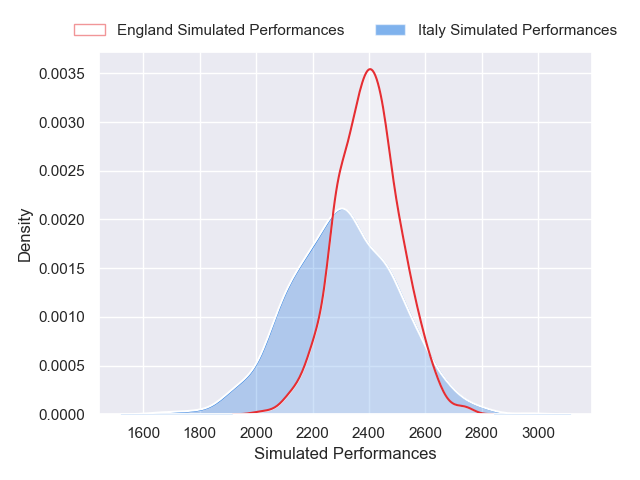 England Simulated Performances Italy Simulated Performances
0.0035
0.0030
0.0025
0.0020
0.0015
0.0010
0.0005
0.0000
Density
1600 1800 2000 2200 2400 2600 2800 3000
Simulated Performances